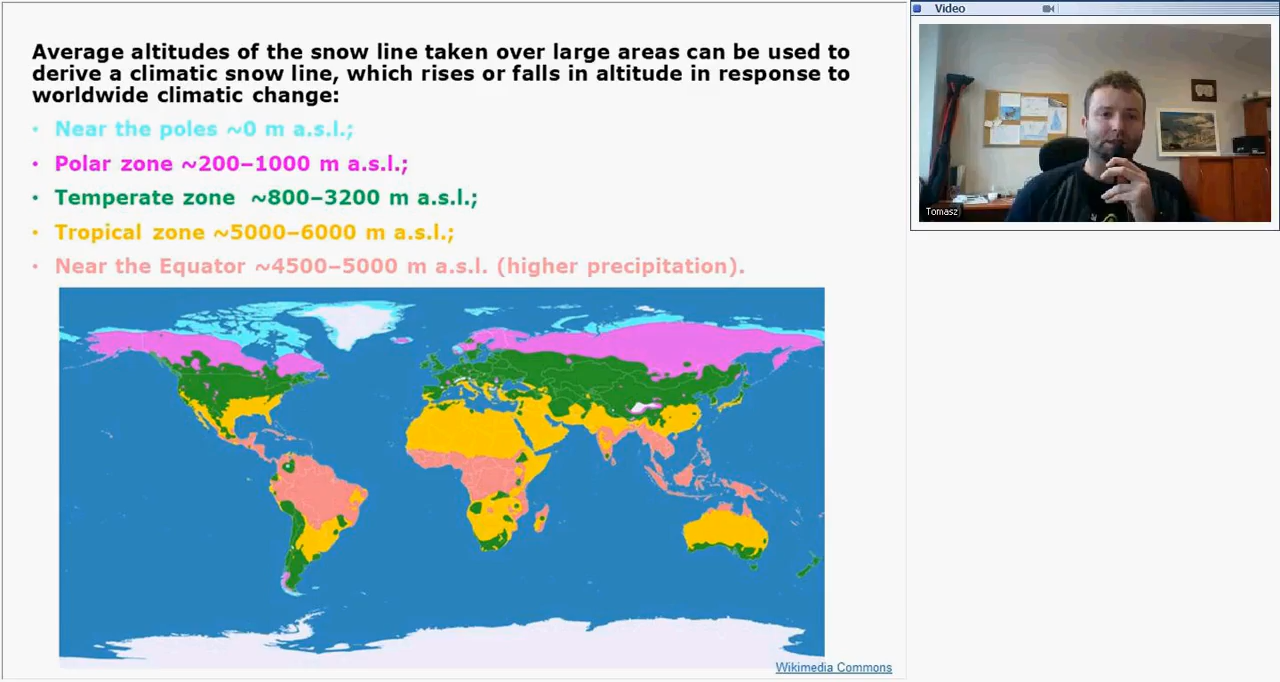 Average altitudes of the snow line taken over large areas can be used to
derive a climatic snow line, which rises or falls in altitude in response to
worldwide climatic change:
• Near the poles ~0 m a.s.l.;
• Polar zone ~200–1000 m a.s.l.;
• Temperate zone ~800–3200 m a.s.l.;
• Tropical zone ~5000–6000 m a.s.l.;
• Near the Equator ~4500–5000 m a.s.l. (higher precipitation).
Wikimedia Commons
Video
Tomasz